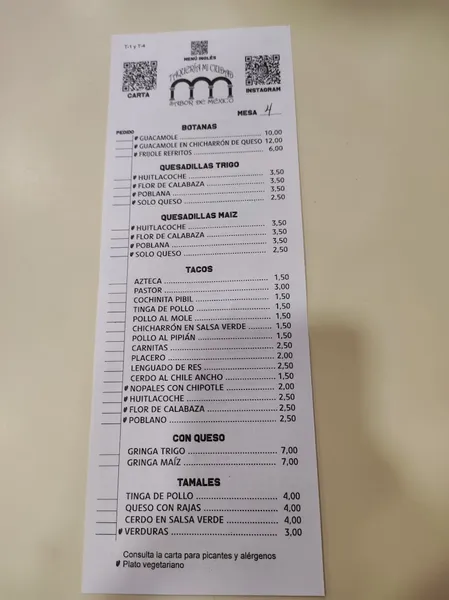 T-1 y T-4
MENÚ INGLÉS
TAQUERÍA MI CIUDAD
SABOR DE MÉXICO
CARTA
INSTAGRAM
MESA 4
PEDIDO
BOTANAS
GUACAMOLE 10,00
GUACAMOLE EN CHICHARRÓN DE QUESO 12,00
FRIJOLE REFRITOS 6,00
QUESADILLAS TRIGO
HUITLACOCHE 3,50
FLOR DE CALABAZA 3,50
POBLANA 3,50
SOLO QUESO 2,50
QUESADILLAS MAIZ
HUITLACOCHE 3,50
FLOR DE CALABAZA 3,50
POBLANA 3,50
SOLO QUESO 2,50
TACOS
AZTECA 1,50
PASTOR 3,00
COCHINITA PIBIL 1,50
TINGA DE POLLO 1,50
POLLO AL MOLE 1,50
CHICHARRÓN EN SALSA VERDE 1,50
POLLO AL PIPIÁN 1,50
CARNITAS 2,50
PLACERO 2,00
LENGUADO DE RES 2,50
CERDO AL CHILE ANCHO 1,50
NOPALES CON CHIPOTLE 2,00
HUITLACOCHE 2,50
FLOR DE CALABAZA 2,50
POBLANO 2,50
CON QUESO
GRINGA TRIGO 7,00
GRINGA MAÍZ 7,00
TAMALES
TINGA DE POLLO 4,00
QUESO CON RAJAS 4,00
CERDO EN SALSA VERDE 4,00
VERDURAS 3,00
Consulta la carta para picantes y alérgenos
Plato vegetariano